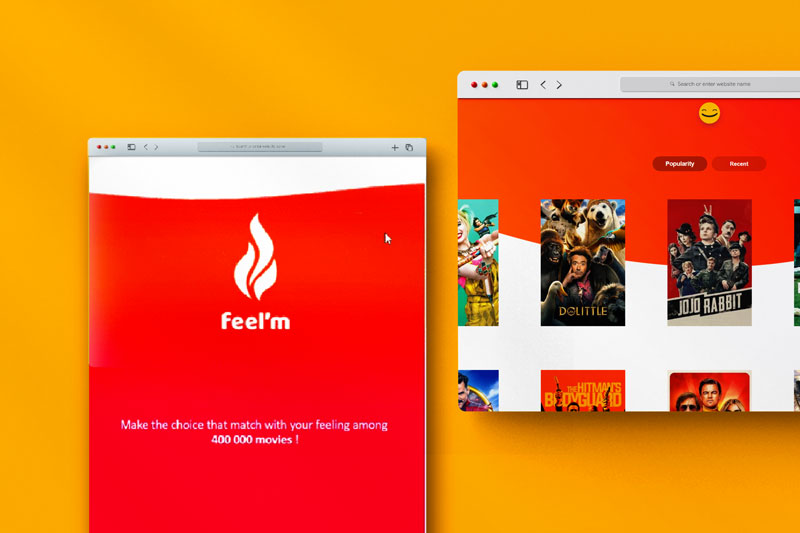 Search or enter website name
Popularity
Recent
DOLITTLE
JOJO RABBIT
THE HITMAN'S
BODYGUARD
feel'm
Make the choice that match with your feeling among
400 000 movies !